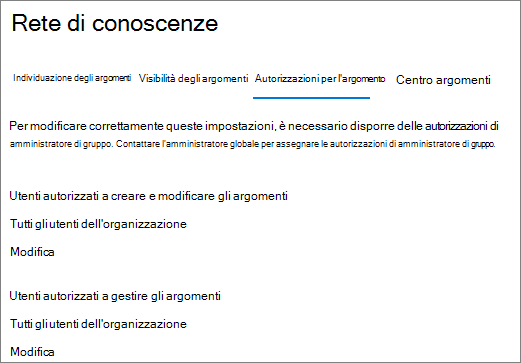 Rete di conoscenze
Individuazione degli argomenti Visibilità degli argomenti Autorizzazioni per l'argomento Centro argomenti
Per modificare correttamente queste impostazioni, è necessario disporre delle autorizzazioni di
amministratore di gruppo. Contattare l'amministratore globale per assegnare le autorizzazioni di amministratore di gruppo.
Utenti autorizzati a creare e modificare gli argomenti
Tutti gli utenti dell'organizzazione
Modifica
Utenti autorizzati a gestire gli argomenti
Tutti gli utenti dell'organizzazione
Modifica